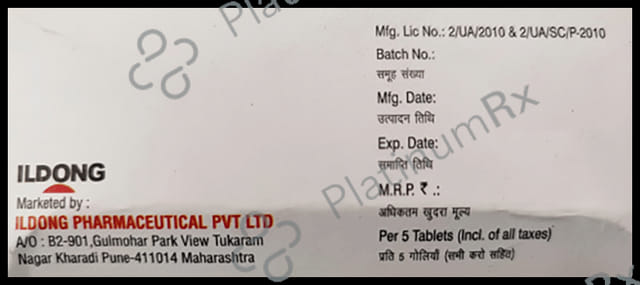 Mfg. Lic No.: 2/UA/2010 & 2/UA/SC/P-2010
Batch No.:
समूह संख्या
Mfg. Date:
उत्पादन तिथि
Exp. Date:
समाप्ति तिथि
M.R.P. ₹ .:
अधिकतम खुदरा मूल्य
Per 5 Tablets (Incl. of all taxes)
प्रति 5 गोलियाँ (सभी करो सहित)
ILDONG
Marketed by :
ILDONG PHARMACEUTICAL PVT LTD
A/O : B2-901,Gulmohar Park View Tukaram
Nagar Kharadi Pune-411014 Maharashtra
PlatinumRx